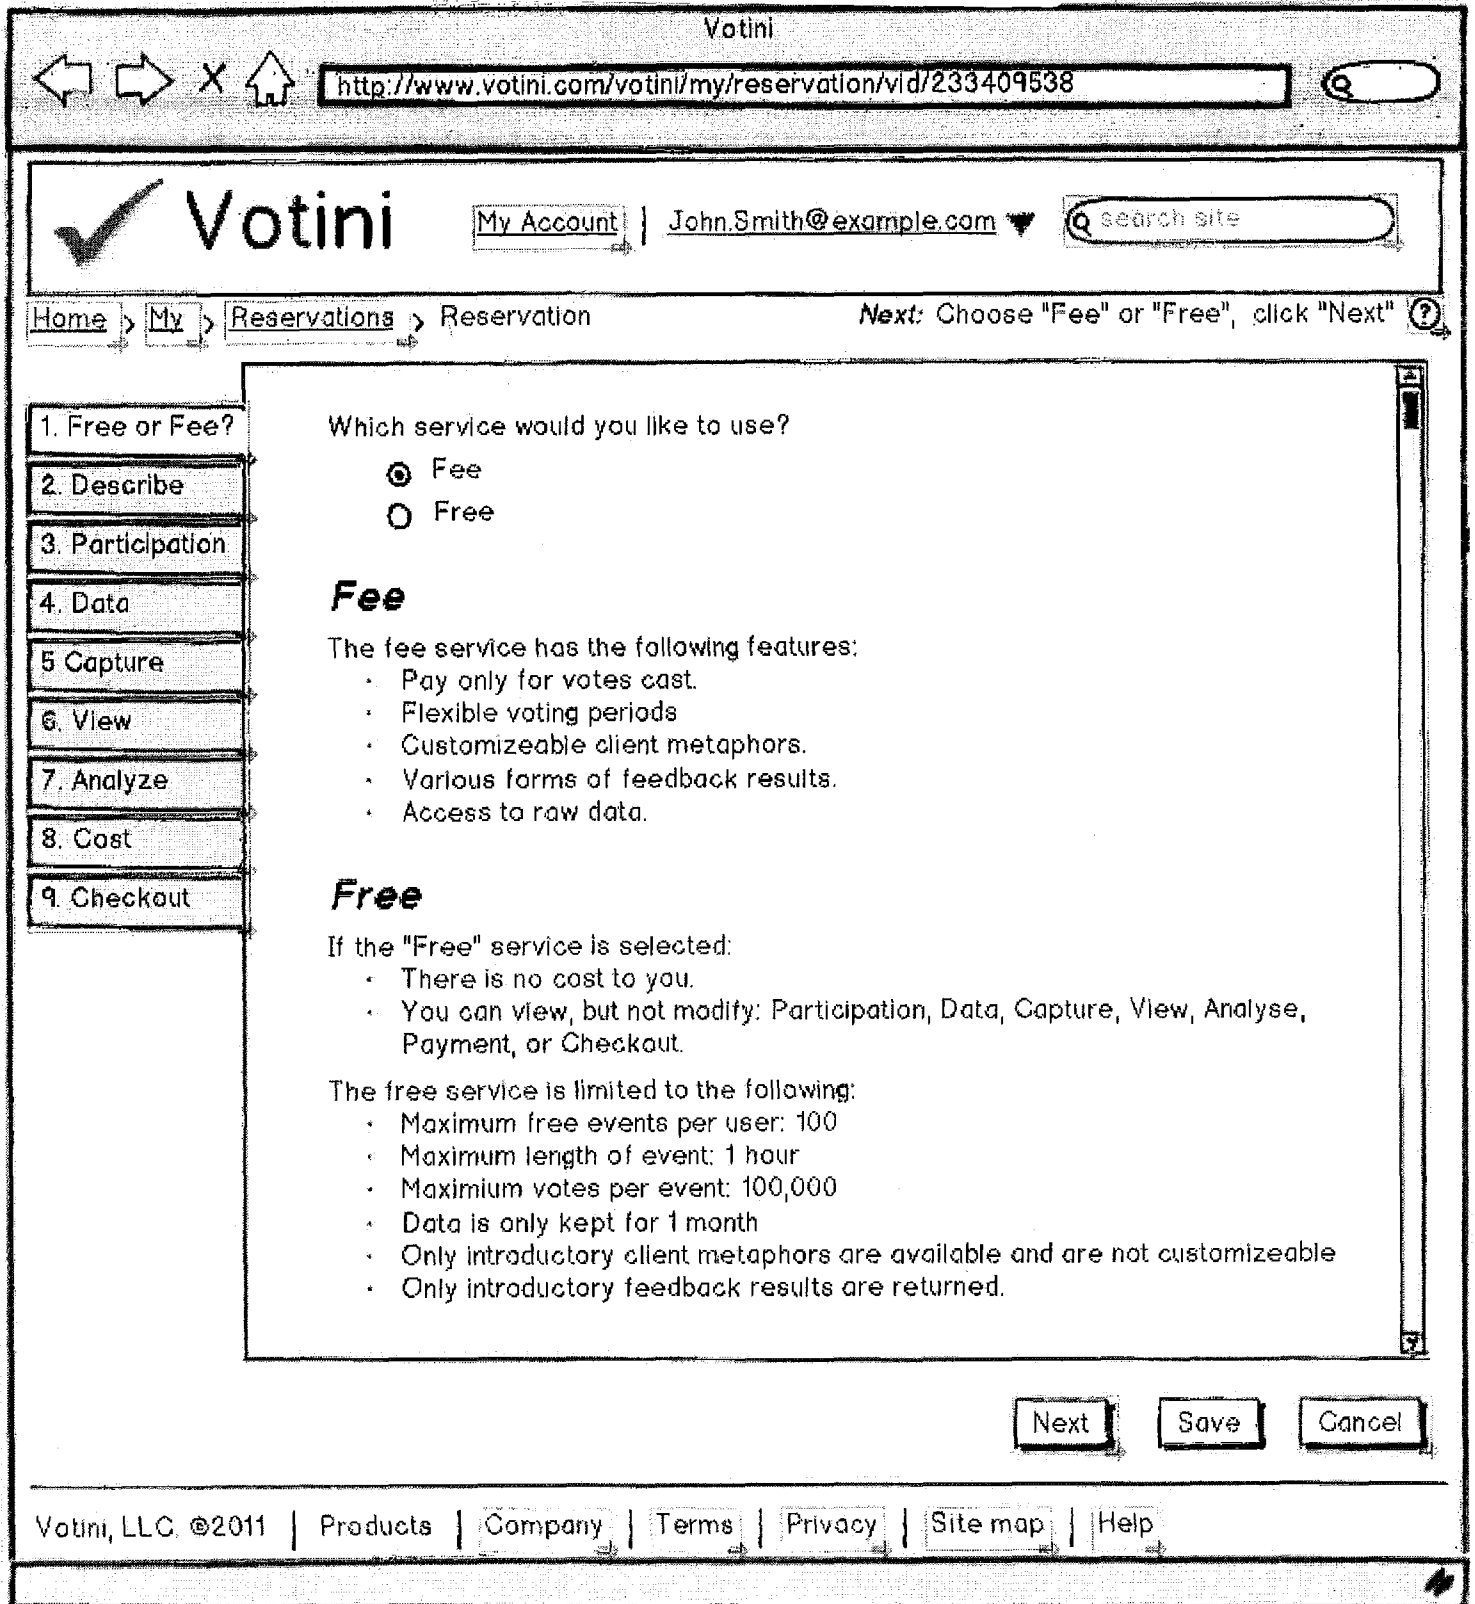 Votini
http://www.votini.com/votini/my/reservation/vid/233409538
Votini
My Account | John.Smith@example.com
search site
Home > My > Reservations > Reservation
Next: Choose "Fee" or "Free", click "Next" ?
1. Free or Fee?
2. Describe
3. Participation
4. Data
5 Capture
6. View
7. Analyze
8. Cost
9. Checkout
Which service would you like to use?
Fee
Free
Fee
The fee service has the following features:
· Pay only for votes cast.
· Flexible voting periods
· Customizeable client metaphors.
· Various forms of feedback results.
· Access to raw data.
Free
If the "Free" service is selected:
· There is no cost to you.
· You can view, but not modify: Participation, Data, Capture, View, Analyse,
Payment, or Checkout.
The free service is limited to the following:
· Maximum free events per user: 100
· Maximum length of event: 1 hour
· Maximium votes per event: 100,000
· Data is only kept for 1 month
· Only introductory client metaphors are available and are not customizeable
· Only introductory feedback results are returned.
Next
Save
Cancel
Votini, LLC. ©2011 | Products | Company | Terms | Privacy | Site map | Help